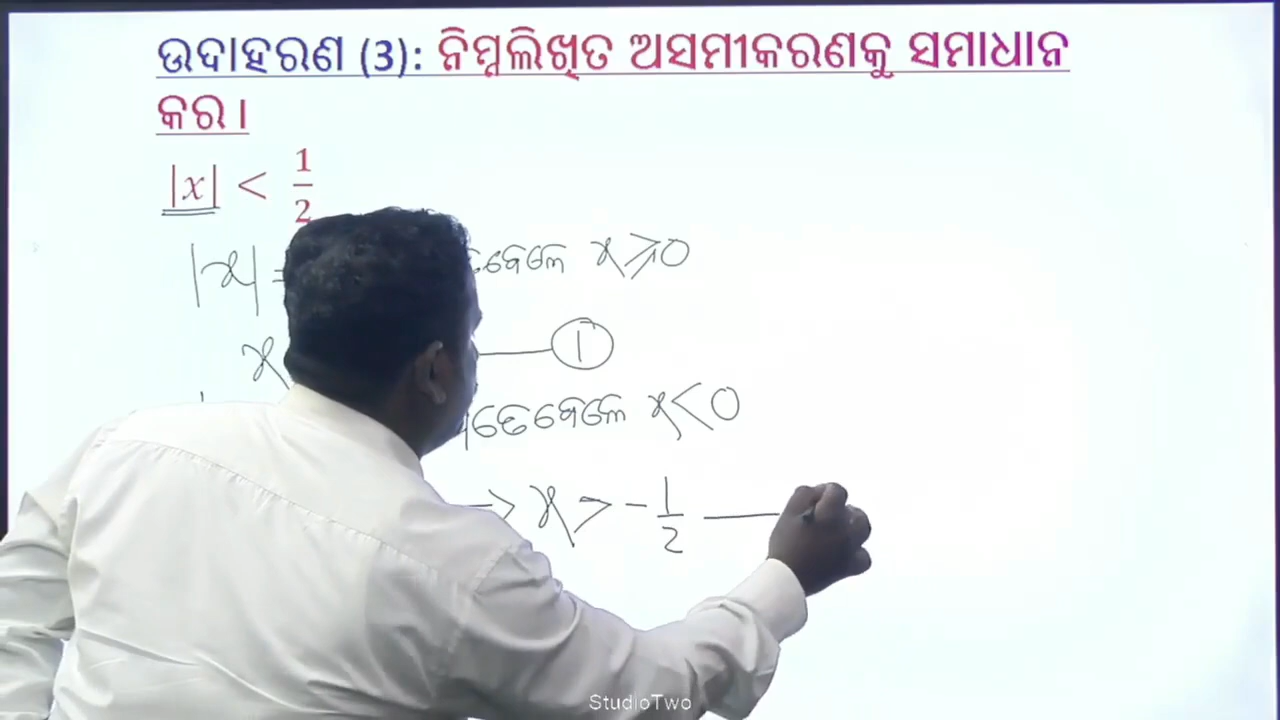 ଉଦାହରଣ (3): ନିମ୍ନଲିଖିତ ଅସମୀକରଣକୁ ସମାଧାନ
କର ।
|x| < 1/2
|x| = ବେଳେ x ⩾ 0
x ①
ତେବେଳେ x < 0
→ x > - 1/2
StudioTwo